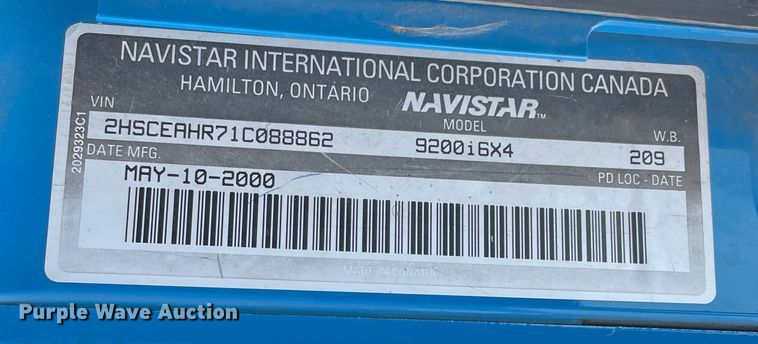 NAVISTAR INTERNATIONAL CORPORATION CANADA
HAMILTON, ONTARIO NAVISTAR™
VIN MODEL W.B.
2HSCEAHR71C088862 9200i6X4 209
DATE MFG. PD LOC - DATE
MAY-10-2000
MADE IN CANADA
2029323C1
Purple Wave Auction